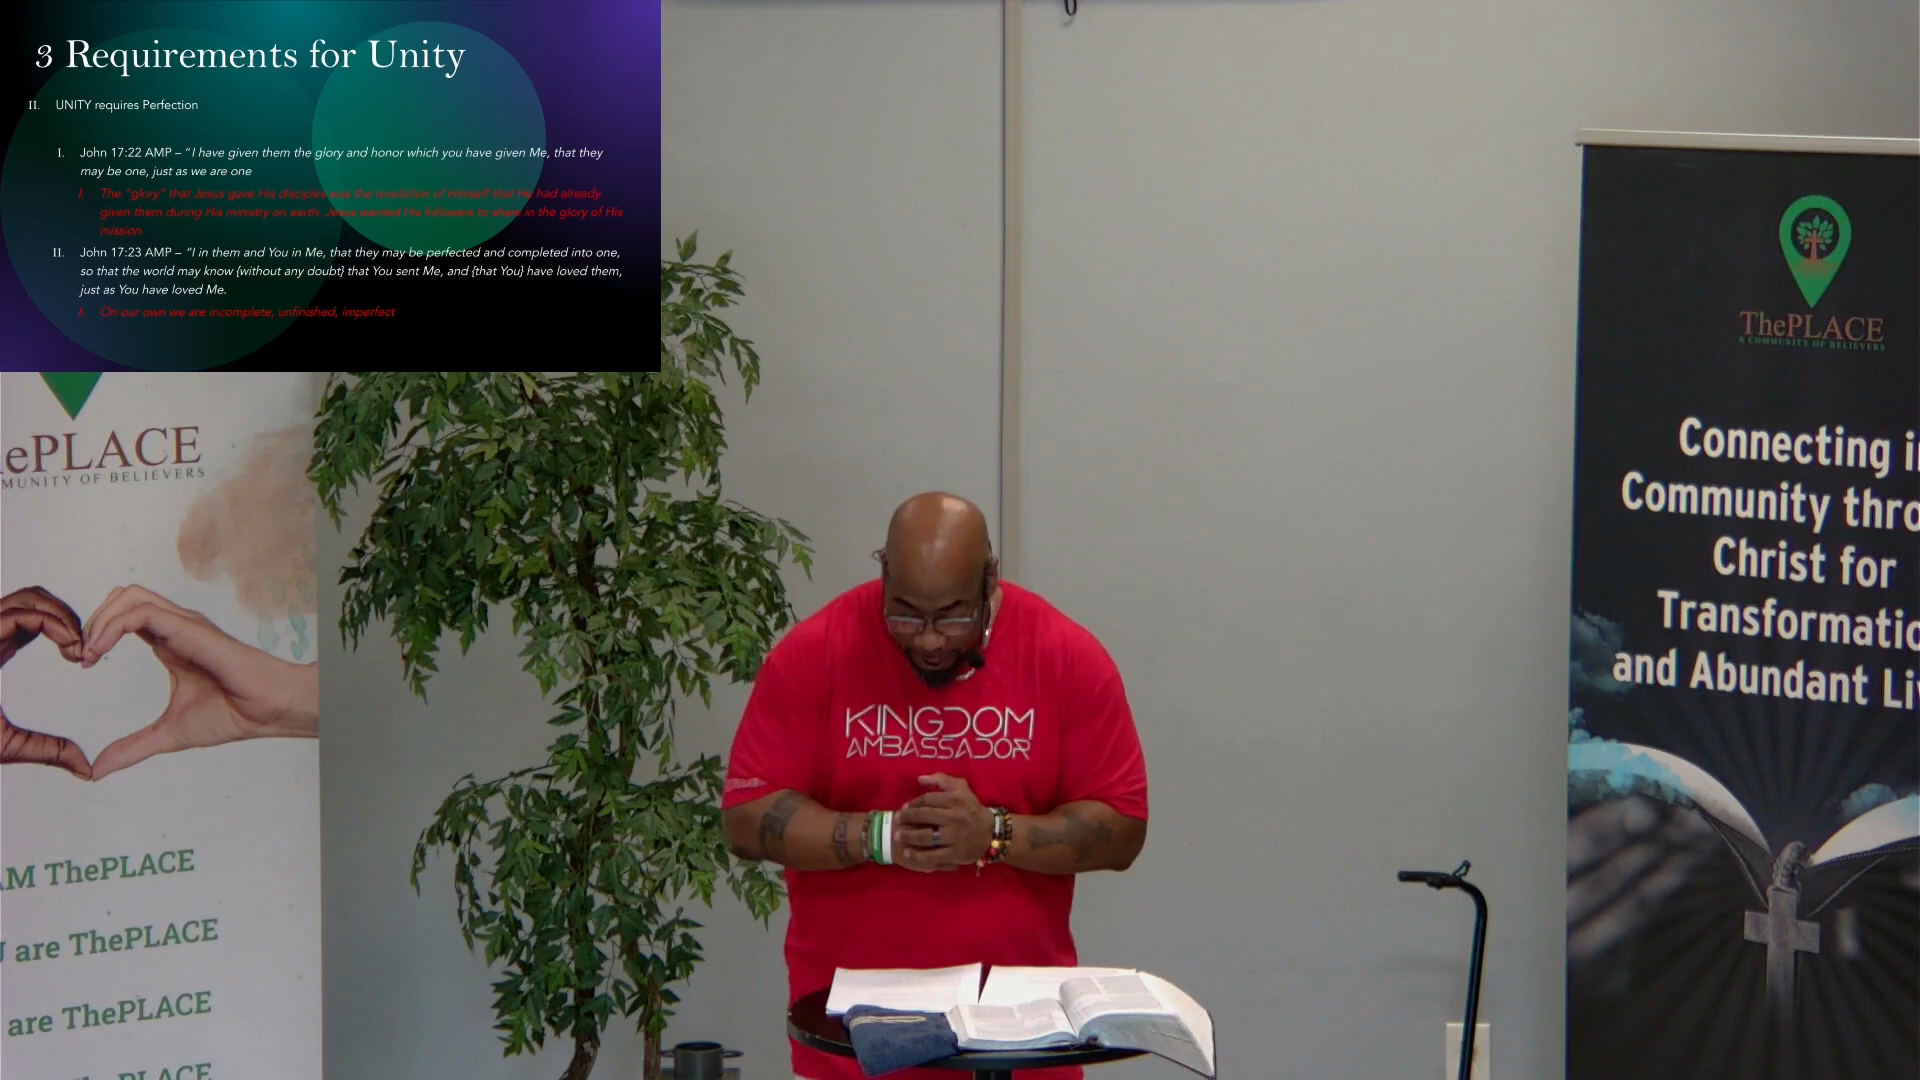 3 Requirements for Unity
II. UNITY requires Perfection
I. John 17:22 AMP – “I have given them the glory and honor which you have given Me, that they
may be one, just as we are one
I. The "glory" that Jesus gave His disciples was the revelation of Himself that He had already
given them during His ministry on earth. Jesus wanted His followers to share in the glory of His
mission
II. John 17:23 AMP – “I in them and You in Me, that they may be perfected and completed into one,
so that the world may know {without any doubt} that You sent Me, and {that You} have loved them,
just as You have loved Me.
I. On our own we are incomplete, unfinished, imperfect
ePLACE
MUNITY OF BELIEVERS
AM ThePLACE
are ThePLACE
are ThePLACE
PLACE
KINGDOM
AMBASSADOR
ThePLACE
A COMMUNITY OF BELIEVERS
Connecting i
Community thro
Christ for
Transformatio
and Abundant Li